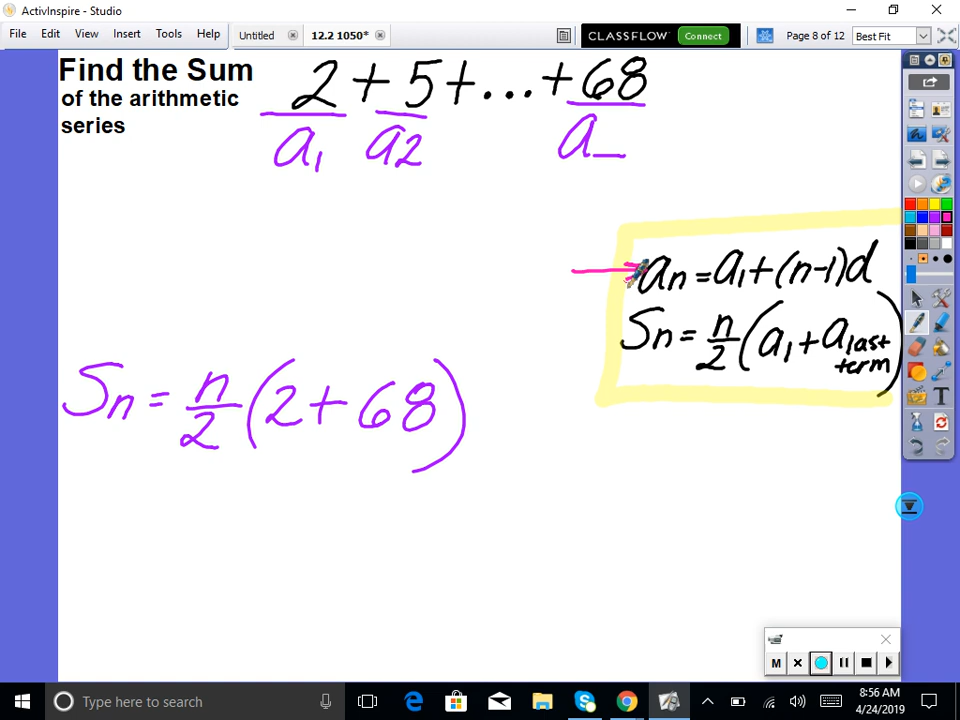 ActivInspire - Studio
File Edit View Insert Tools Help Untitled 12.2 1050* CLASSFLOW Connect Page 8 of 12 Best Fit
Find the Sum
of the arithmetic
series
2 + 5 + ... + 68
a1 a2 a_
an = a1 + (n-1)d
Sn = n/2 (a1 + a last term)
Sn = n/2 (2 + 68)
M
Type here to search
8:56 AM
4/24/2019